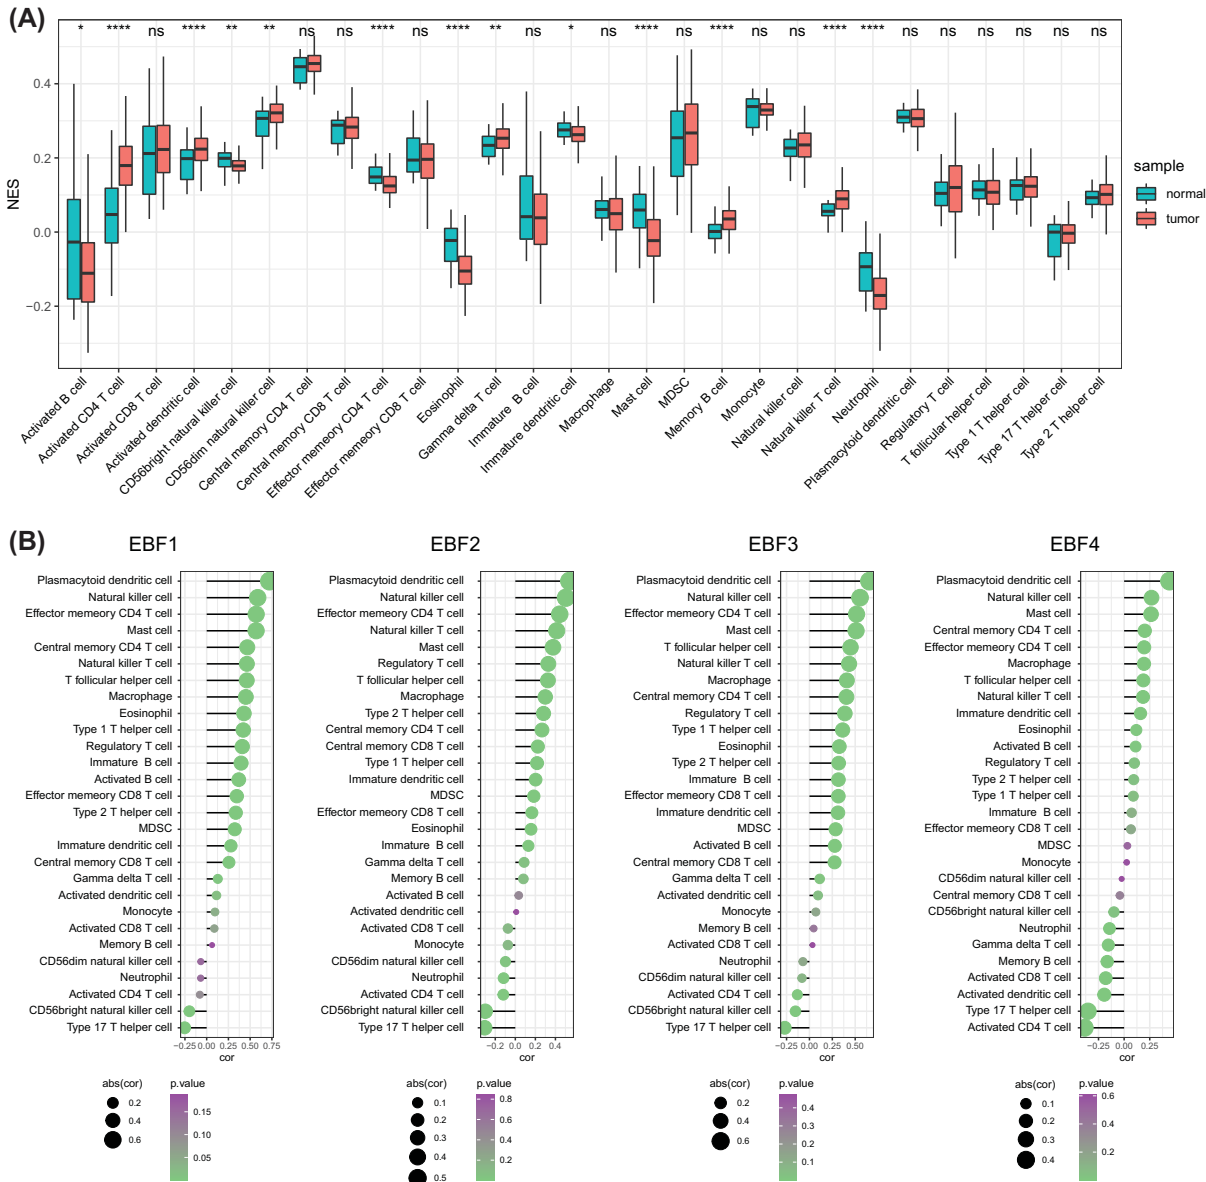 (A)
* **** ns **** ** ** ns ns **** ns **** ** ns * ns **** ns **** ns ns **** **** ns ns ns ns ns ns
NES
0.4
0.2
0.0
−0.2
sample
normal
tumor
Activated B cell
Activated CD4 T cell
Activated CD8 T cell
Activated dendritic cell
CD56bright natural killer cell
CD56dim natural killer cell
Central memory CD4 T cell
Central memory CD8 T cell
Effector memeory CD4 T cell
Effector memeory CD8 T cell
Eosinophil
Gamma delta T cell
Immature  B cell
Immature dendritic cell
Macrophage
Mast cell
MDSC
Memory B cell
Monocyte
Natural killer cell
Natural killer T cell
Neutrophil
Plasmacytoid dendritic cell
Regulatory T cell
T follicular helper cell
Type 1 T helper cell
Type 17 T helper cell
Type 2 T helper cell
(B)
EBF1
Plasmacytoid dendritic cell
Natural killer cell
Effector memeory CD4 T cell
Mast cell
Central memory CD4 T cell
Natural killer T cell
T follicular helper cell
Macrophage
Eosinophil
Type 1 T helper cell
Regulatory T cell
Immature  B cell
Activated B cell
Effector memeory CD8 T cell
Type 2 T helper cell
MDSC
Immature dendritic cell
Central memory CD8 T cell
Gamma delta T cell
Activated dendritic cell
Monocyte
Activated CD8 T cell
Memory B cell
CD56dim natural killer cell
Neutrophil
Activated CD4 T cell
CD56bright natural killer cell
Type 17 T helper cell
−0.25 0.00 0.25 0.50 0.75
cor
abs(cor)
0.2
0.4
0.6
p.value
0.15
0.10
0.05
EBF2
Plasmacytoid dendritic cell
Natural killer cell
Effector memeory CD4 T cell
Natural killer T cell
Mast cell
Regulatory T cell
T follicular helper cell
Macrophage
Type 2 T helper cell
Central memory CD4 T cell
Central memory CD8 T cell
Type 1 T helper cell
Immature dendritic cell
MDSC
Effector memeory CD8 T cell
Eosinophil
Immature  B cell
Gamma delta T cell
Memory B cell
Activated B cell
Activated dendritic cell
Activated CD8 T cell
Monocyte
CD56dim natural killer cell
Neutrophil
Activated CD4 T cell
CD56bright natural killer cell
Type 17 T helper cell
−0.2 0.0 0.2 0.4
cor
abs(cor)
0.1
0.2
0.3
0.4
0.5
p.value
0.8
0.6
0.4
0.2
EBF3
Plasmacytoid dendritic cell
Natural killer cell
Effector memeory CD4 T cell
Mast cell
T follicular helper cell
Natural killer T cell
Macrophage
Central memory CD4 T cell
Regulatory T cell
Type 1 T helper cell
Eosinophil
Type 2 T helper cell
Immature  B cell
Effector memeory CD8 T cell
Immature dendritic cell
MDSC
Activated B cell
Central memory CD8 T cell
Gamma delta T cell
Activated dendritic cell
Monocyte
Memory B cell
Activated CD8 T cell
Neutrophil
CD56dim natural killer cell
Activated CD4 T cell
CD56bright natural killer cell
Type 17 T helper cell
−0.25 0.00 0.25 0.50
cor
abs(cor)
0.2
0.4
0.6
p.value
0.4
0.3
0.2
0.1
EBF4
Plasmacytoid dendritic cell
Natural killer cell
Mast cell
Central memory CD4 T cell
Effector memeory CD4 T cell
Macrophage
T follicular helper cell
Natural killer T cell
Immature dendritic cell
Eosinophil
Activated B cell
Regulatory T cell
Type 2 T helper cell
Type 1 T helper cell
Immature  B cell
Effector memeory CD8 T cell
MDSC
Monocyte
CD56dim natural killer cell
Central memory CD8 T cell
CD56bright natural killer cell
Neutrophil
Gamma delta T cell
Memory B cell
Activated CD8 T cell
Activated dendritic cell
Type 17 T helper cell
Activated CD4 T cell
−0.25 0.00 0.25
cor
abs(cor)
0.1
0.2
0.3
0.4
p.value
0.6
0.4
0.2